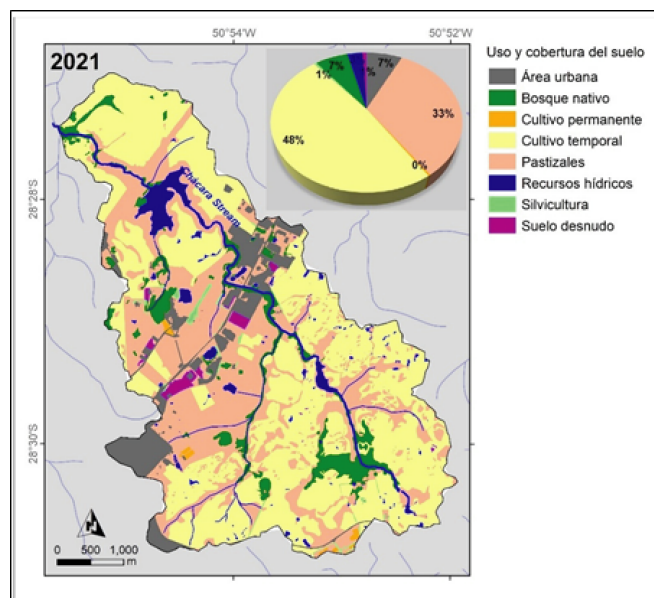 50°54'W
50°52'W
2021
Uso y cobertura del suelo
Área urbana
Bosque nativo
Cultivo permanente
Cultivo temporal
Pastizales
Recursos hídricos
Silvicultura
Suelo desnudo
1%
7%
%
7%
33%
48%
0%
28°28'S
Chácara Stream
28°30'S
N
0 500 1,000
m